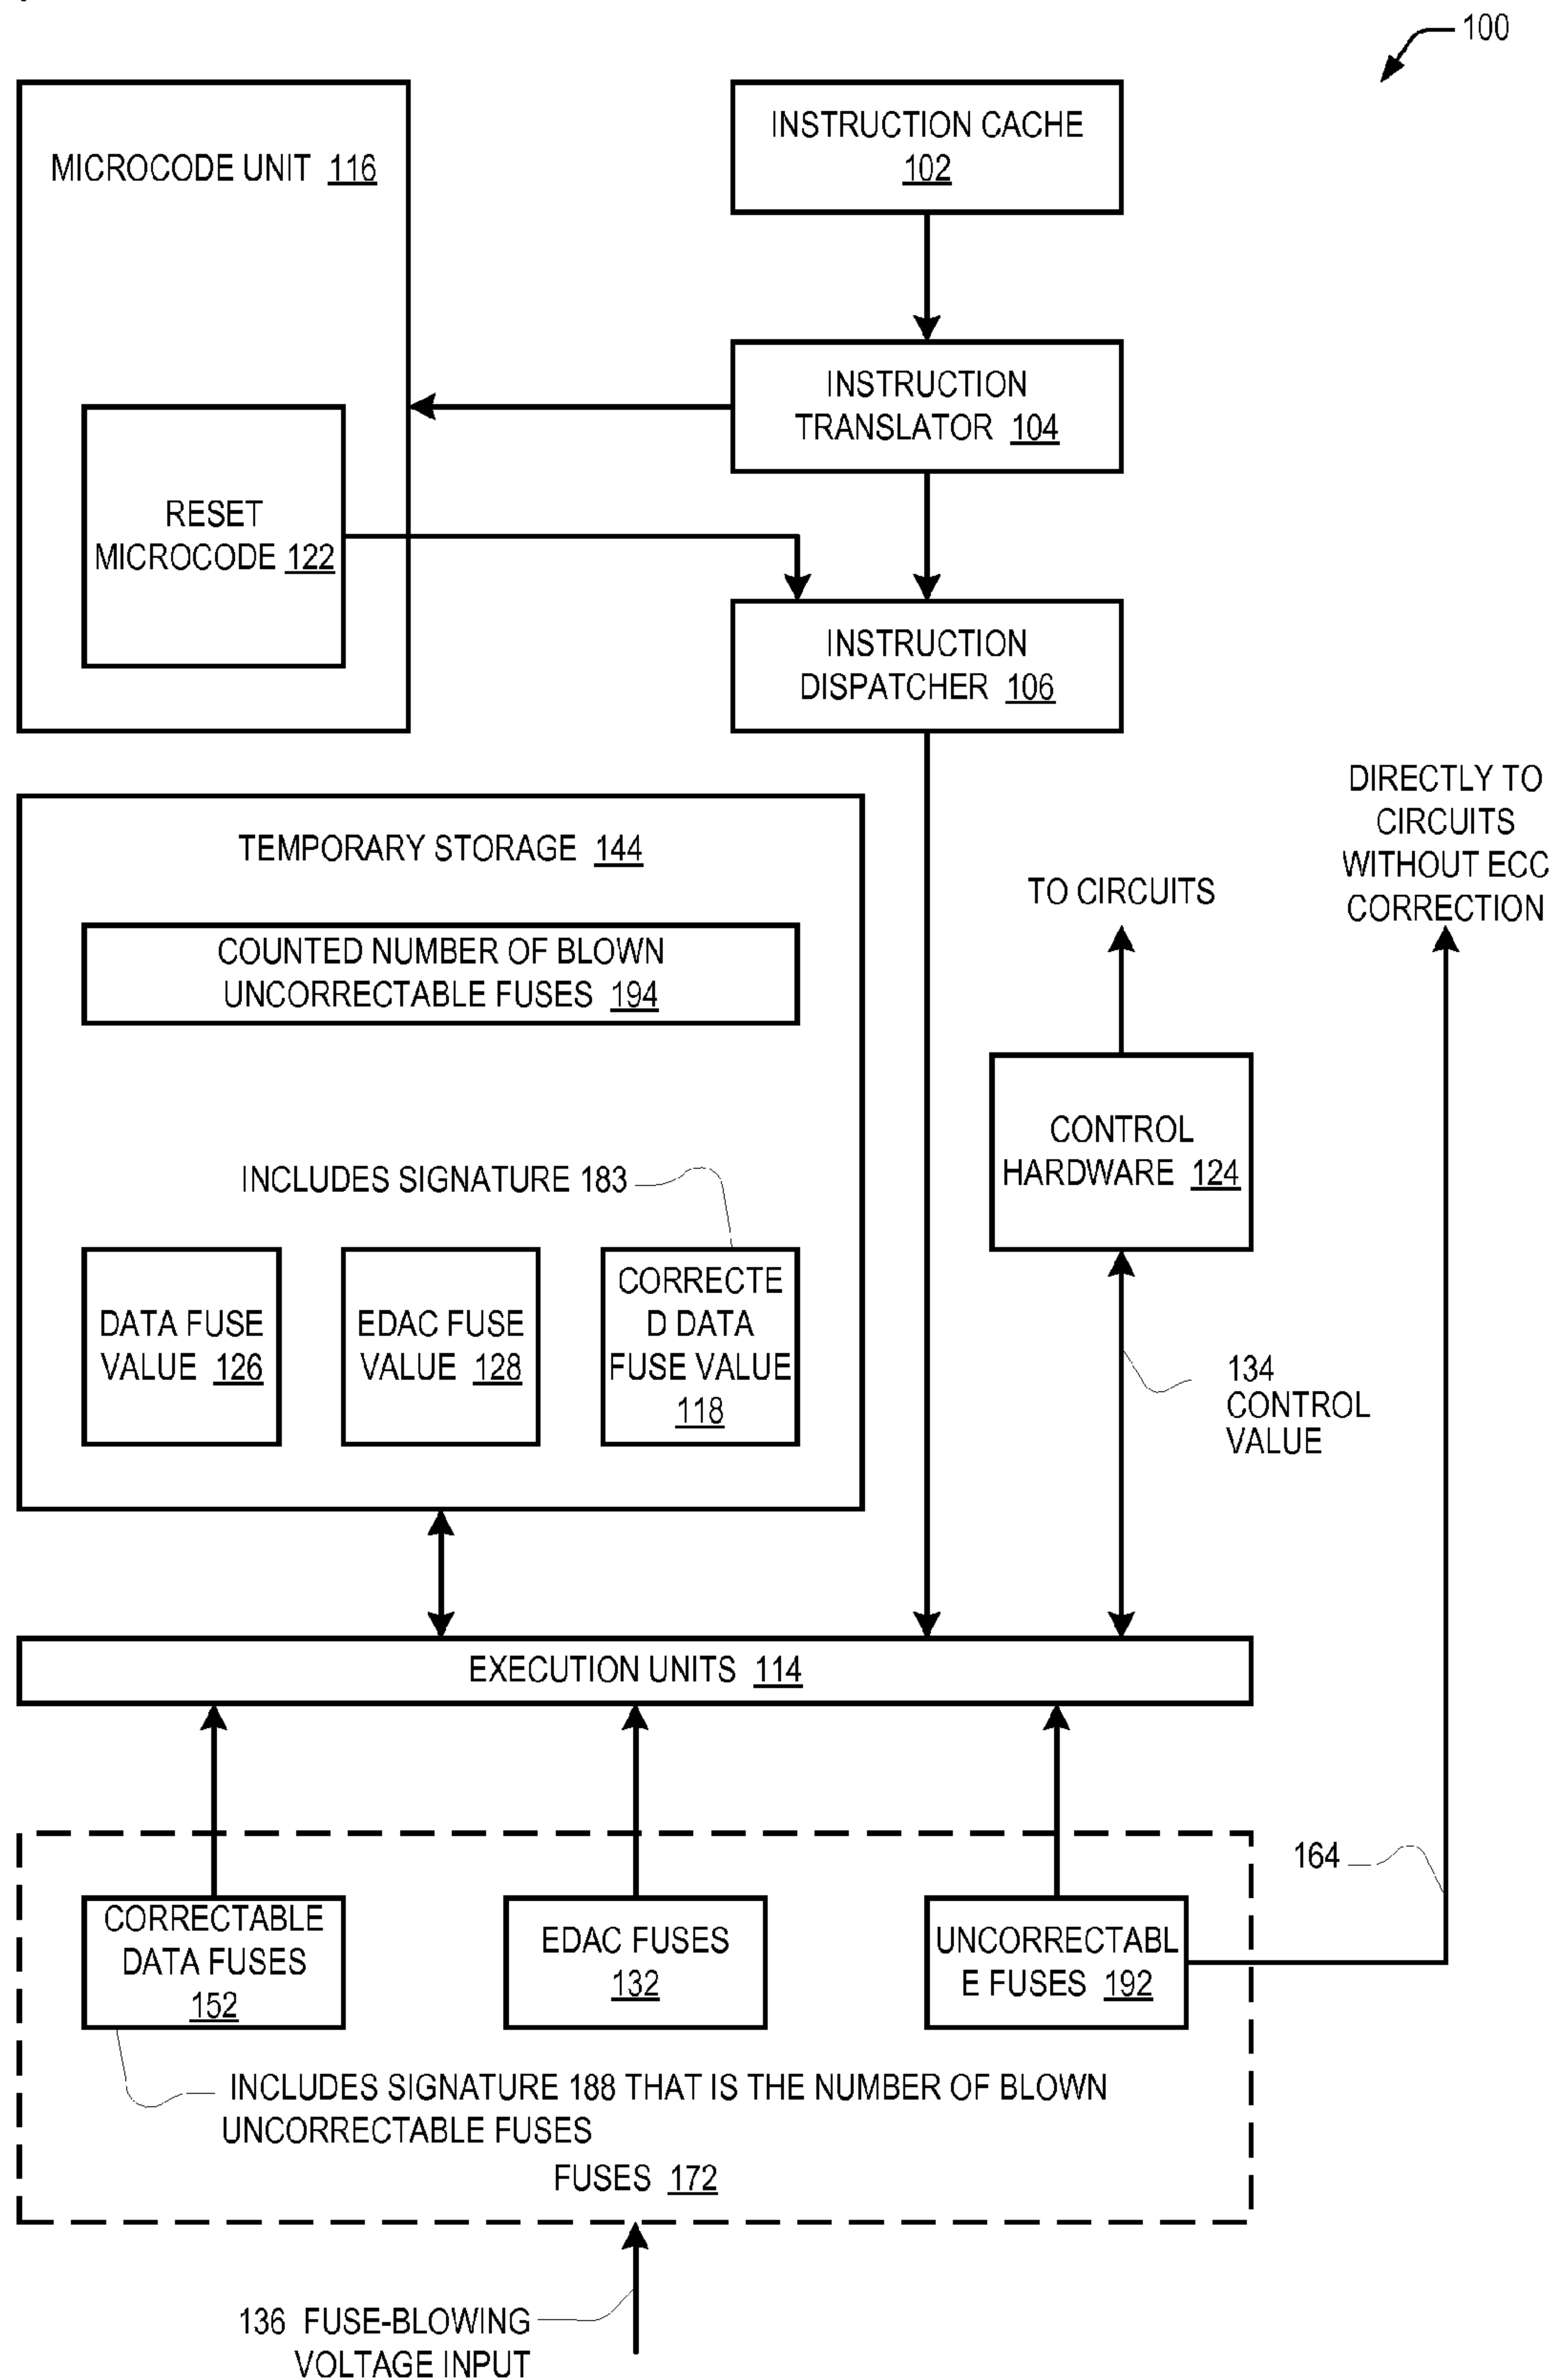 100
MICROCODE UNIT 116
INSTRUCTION CACHE
102
INSTRUCTION
TRANSLATOR 104
RESET
MICROCODE 122
INSTRUCTION
DISPATCHER 106
DIRECTLY TO
CIRCUITS
WITHOUT ECC
CORRECTION
TEMPORARY STORAGE 144
TO CIRCUITS
COUNTED NUMBER OF BLOWN
UNCORRECTABLE FUSES 194
CONTROL
HARDWARE 124
INCLUDES SIGNATURE 183
DATA FUSE
VALUE 126
EDAC FUSE
VALUE 128
CORRECTE
D DATA
FUSE VALUE
118
134
CONTROL
VALUE
EXECUTION UNITS 114
164
CORRECTABLE
DATA FUSES
152
EDAC FUSES
132
UNCORRECTABL
E FUSES 192
INCLUDES SIGNATURE 188 THAT IS THE NUMBER OF BLOWN
UNCORRECTABLE FUSES
FUSES 172
136 FUSE-BLOWING
VOLTAGE INPUT